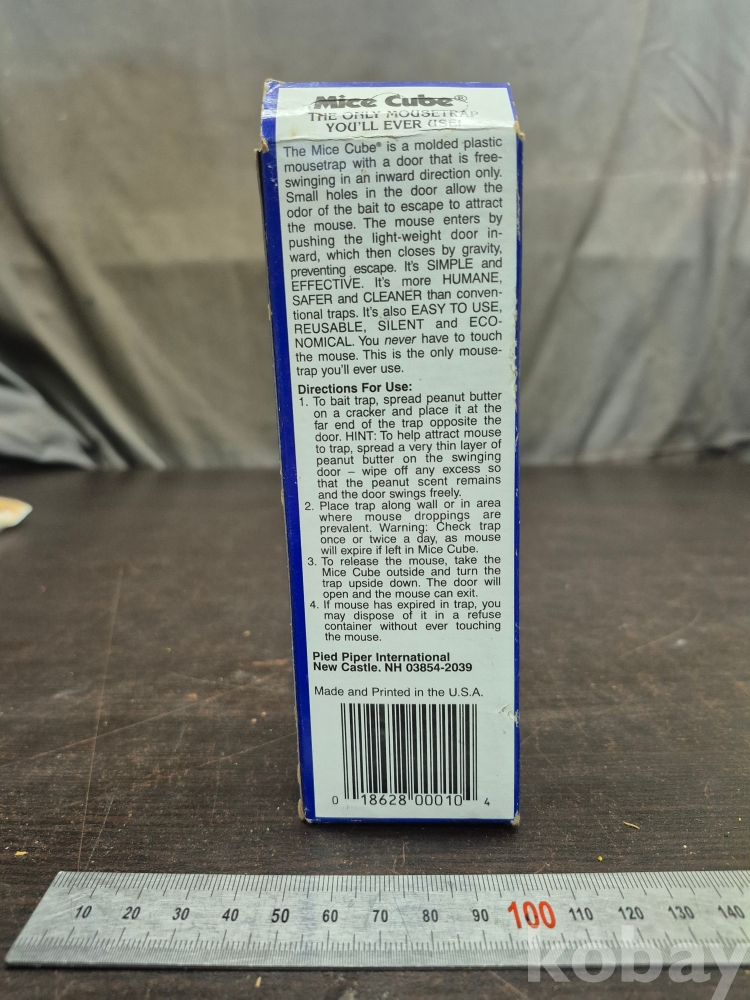 Mice Cube®
THE ONLY MOUSETRAP
YOU'LL EVER USE!
The Mice Cube® is a molded plastic
mousetrap with a door that is free-
swinging in an inward direction only.
Small holes in the door allow the
odor of the bait to escape to attract
the mouse. The mouse enters by
pushing the light-weight door in-
ward, which then closes by gravity,
preventing escape. It's SIMPLE and
EFFECTIVE. It's more HUMANE,
SAFER and CLEANER than conven-
tional traps. It's also EASY TO USE,
REUSABLE, SILENT and ECO-
NOMICAL. You never have to touch
the mouse. This is the only mouse-
trap you'll ever use.
Directions For Use:
1. To bait trap, spread peanut butter
on a cracker and place it at the
far end of the trap opposite the
door. HINT: To help attract mouse
to trap, spread a very thin layer of
peanut butter on the swinging
door – wipe off any excess so
that the peanut scent remains
and the door swings freely.
2. Place trap along wall or in area
where mouse droppings are
prevalent. Warning: Check trap
once or twice a day, as mouse
will expire if left in Mice Cube.
3. To release the mouse, take the
Mice Cube outside and turn the
trap upside down. The door will
open and the mouse can exit.
4. If mouse has expired in trap, you
may dispose of it in a refuse
container without ever touching
the mouse.
Pied Piper International
New Castle, NH 03854-2039
Made and Printed in the U.S.A.
0 18628 00010 4
10 20 30 40 50 60 70 80 90 100 110 120 130 140
kobay